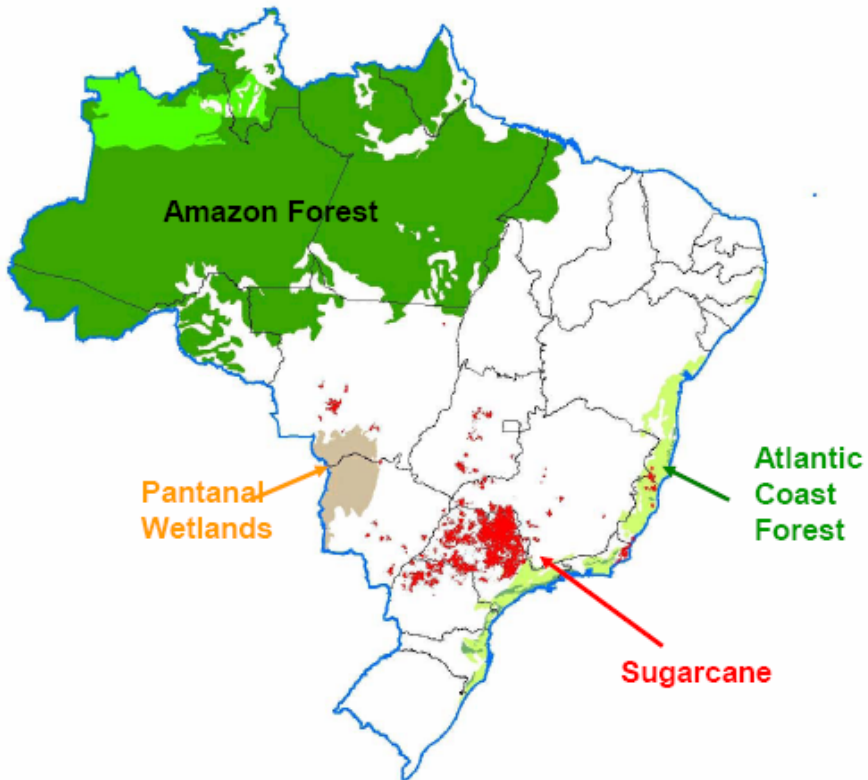 Amazon Forest
Pantanal
Wetlands
Atlantic
Coast
Forest
Sugarcane